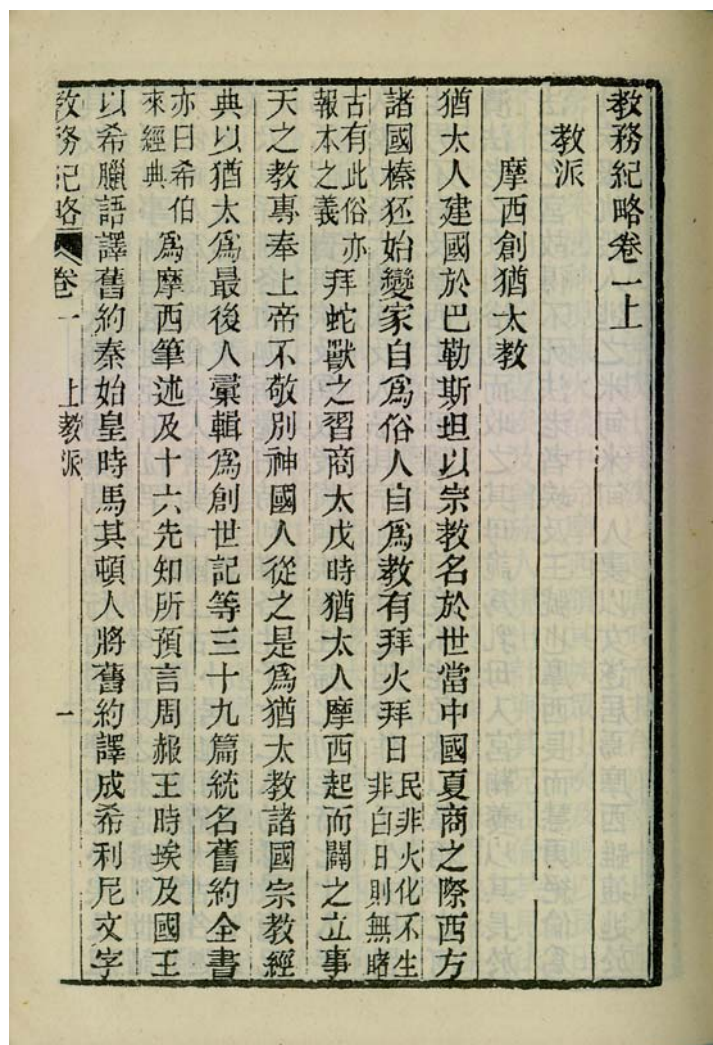 教務紀略卷一上
教派
摩西創猶太教
猶太人建國於巴勒斯坦以宗教名於世當中國夏商之際西方
諸國榛狉始變家自爲俗人自爲教有拜火拜日民非火化不生非白日則無睹
古有此俗亦報本之義拜蛇獸之習商太戊時猶太人摩西起而闢之立事
天之教專奉上帝不敬別神國人從之是爲猶太教諸國宗教經
典以猶太爲最後人彙輯爲創世記等三十九篇統名舊約全書
亦曰希伯來經典爲摩西筆述及十六先知所預言周赧王時埃及國王
以希臘語譯舊約秦始皇時馬其頓人將舊約譯成希利尼文字
教務紀略 卷一 上教派 一